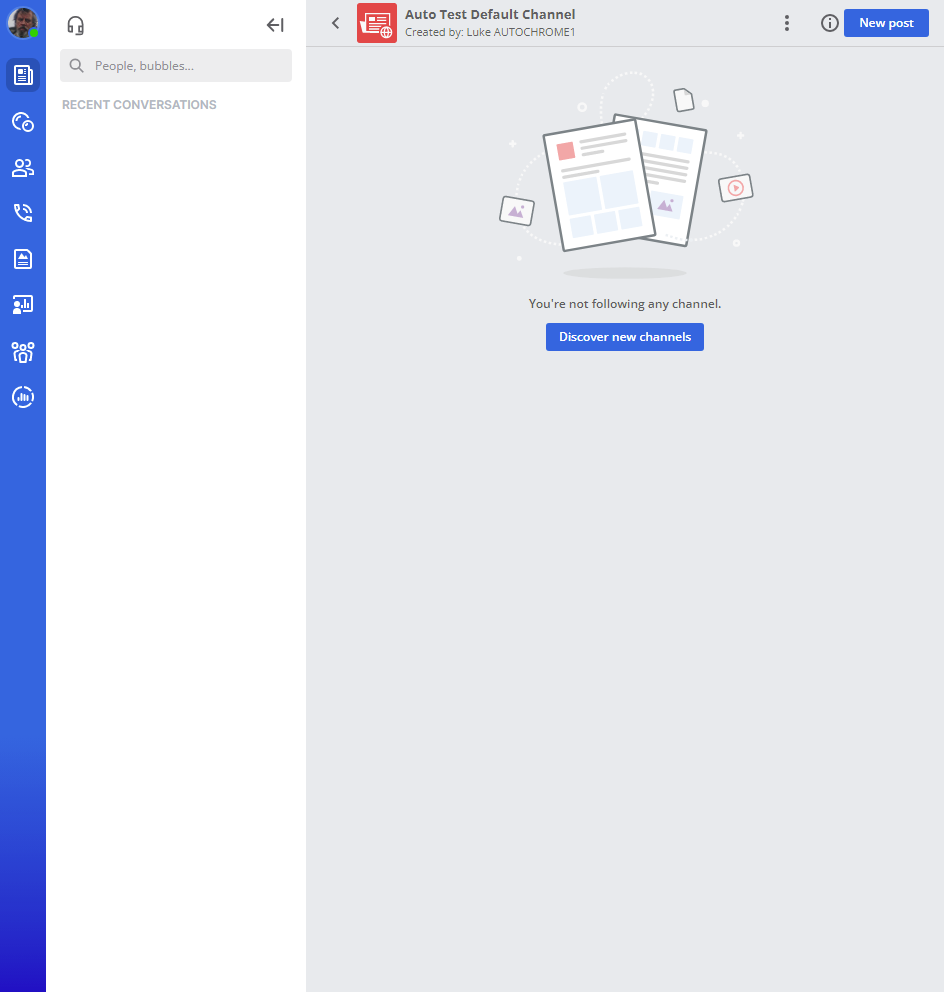 Auto Test Default Channel
Created by: Luke AUTOCHROME1
New post
People, bubbles...
RECENT CONVERSATIONS
You're not following any channel.
Discover new channels